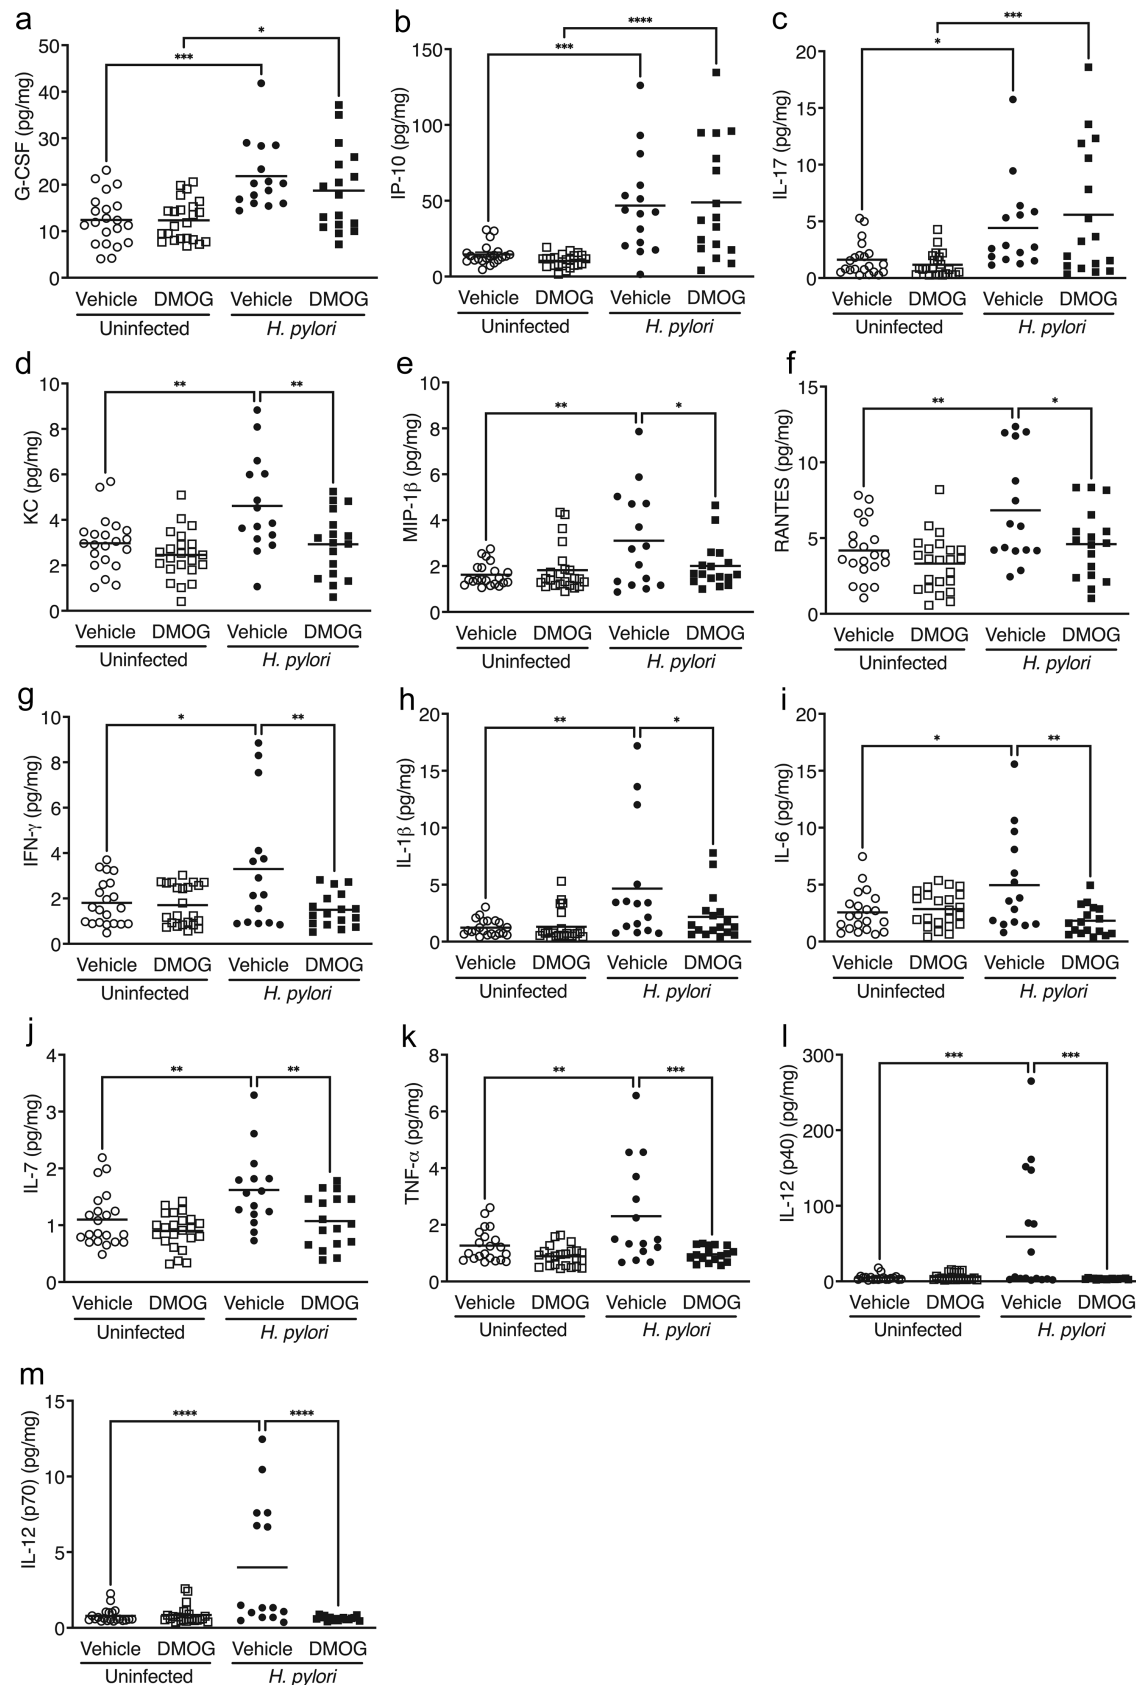 a
b
c
G-CSF (pg/mg)
50
40
30
20
10
0
***
*
Vehicle DMOG Vehicle DMOG
Uninfected H. pylori
IP-10 (pg/mg)
150
100
50
0
***
****
Vehicle DMOG Vehicle DMOG
Uninfected H. pylori
IL-17 (pg/mg)
20
15
10
5
0
*
***
Vehicle DMOG Vehicle DMOG
Uninfected H. pylori
d
e
f
KC (pg/mg)
10
8
6
4
2
0
** **
Vehicle DMOG Vehicle DMOG
Uninfected H. pylori
MIP-1β (pg/mg)
10
8
6
4
2
0
** *
Vehicle DMOG Vehicle DMOG
Uninfected H. pylori
RANTES (pg/mg)
15
10
5
0
** *
Vehicle DMOG Vehicle DMOG
Uninfected H. pylori
g
h
i
IFN-γ (pg/mg)
10
8
6
4
2
0
* **
Vehicle DMOG Vehicle DMOG
Uninfected H. pylori
IL-1β (pg/mg)
20
15
10
5
0
** *
Vehicle DMOG Vehicle DMOG
Uninfected H. pylori
IL-6 (pg/mg)
20
15
10
5
0
* **
Vehicle DMOG Vehicle DMOG
Uninfected H. pylori
j
k
l
IL-7 (pg/mg)
4
3
2
1
0
** **
Vehicle DMOG Vehicle DMOG
Uninfected H. pylori
TNF-α (pg/mg)
8
6
4
2
0
** ***
Vehicle DMOG Vehicle DMOG
Uninfected H. pylori
IL-12 (p40) (pg/mg)
300
200
100
0
*** ***
Vehicle DMOG Vehicle DMOG
Uninfected H. pylori
m
IL-12 (p70) (pg/mg)
15
10
5
0
**** ****
Vehicle DMOG Vehicle DMOG
Uninfected H. pylori